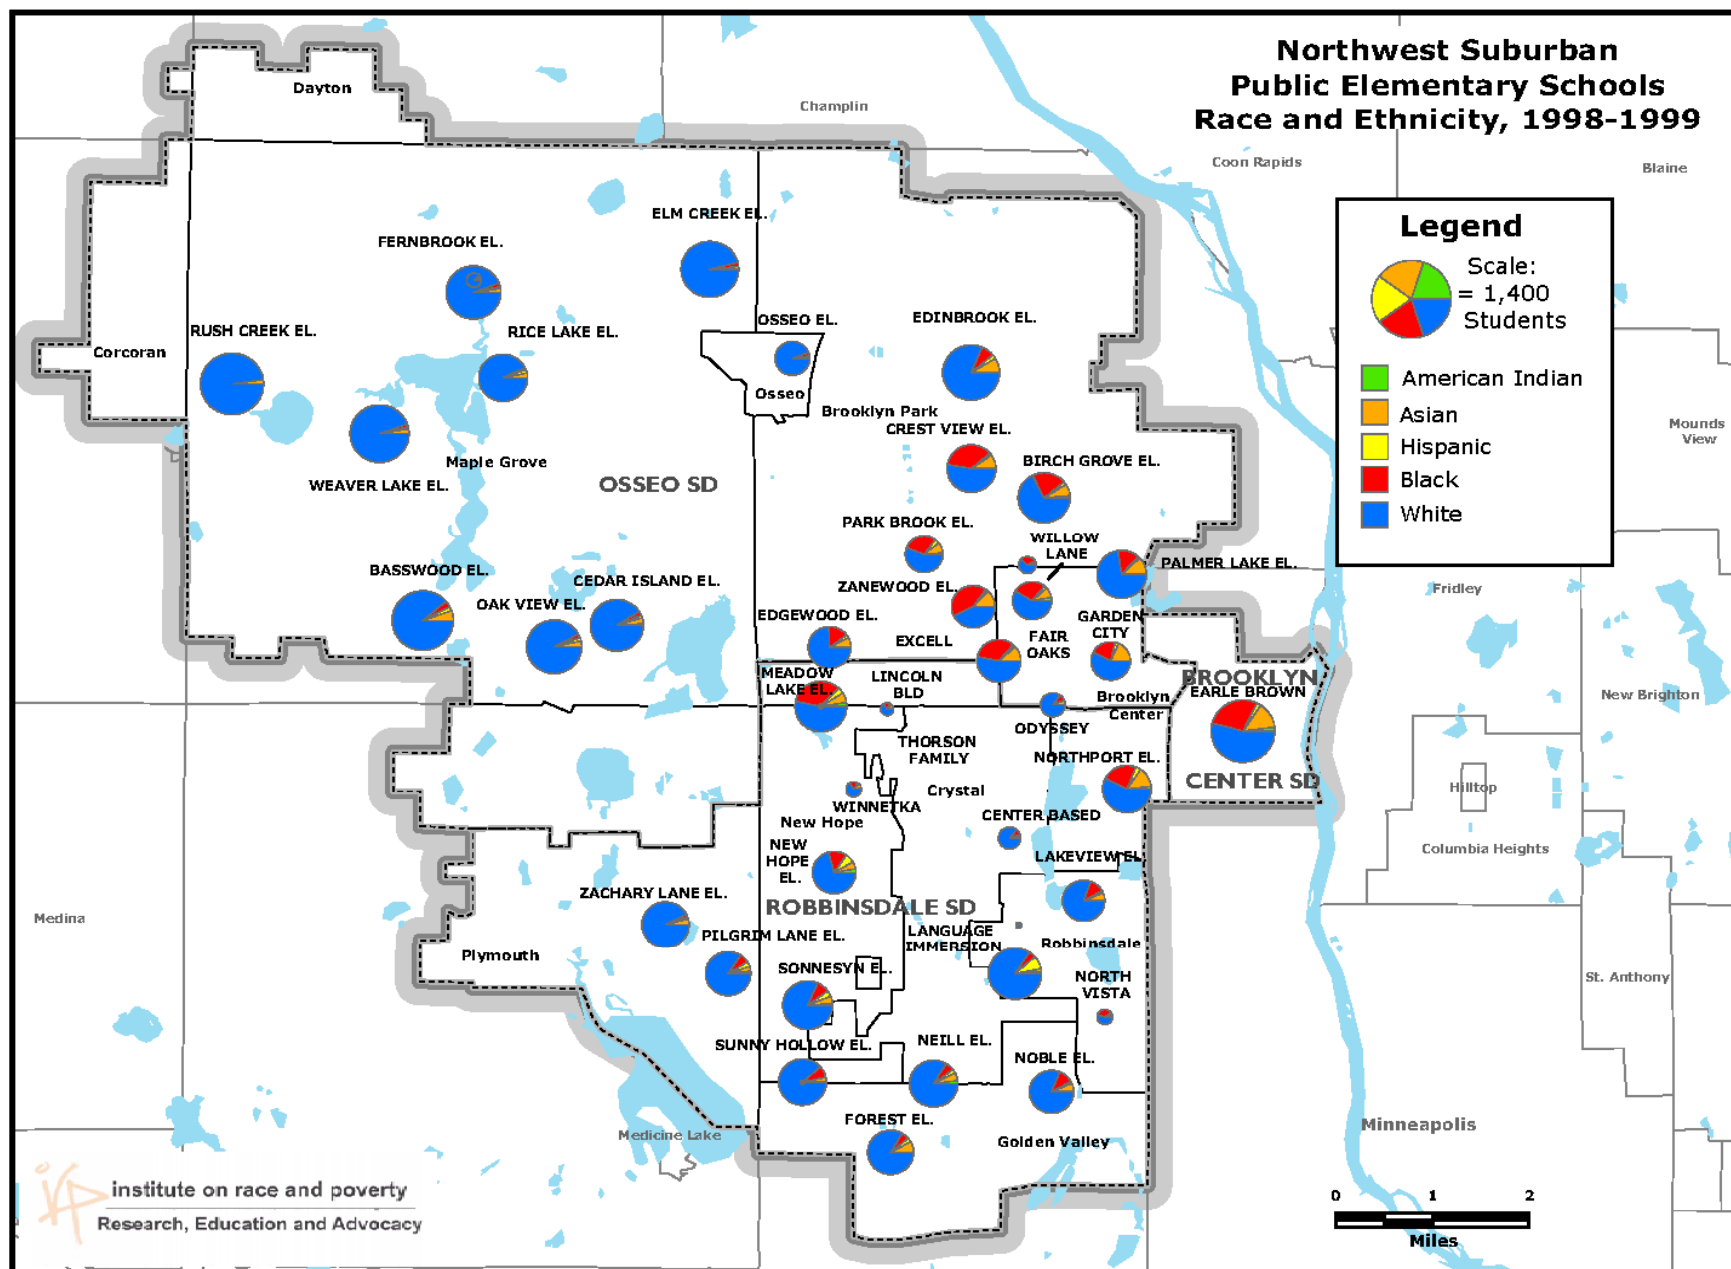 Northwest Suburban
Public Elementary Schools
Race and Ethnicity, 1998-1999
Dayton
Champlin
Coon Rapids
Blaine
Legend
Scale:
= 1,400
Students
American Indian
Asian
Hispanic
Black
White
ELM CREEK EL.
FERNBROOK EL.
RUSH CREEK EL.
RICE LAKE EL.
OSSEO EL.
EDINBROOK EL.
Corcoran
Osseo
Brooklyn Park
CREST VIEW EL.
Mounds
View
Maple Grove
BIRCH GROVE EL.
WEAVER LAKE EL.
OSSEO SD
PARK BROOK EL.
WILLOW
LANE
PALMER LAKE EL.
BASSWOOD EL.
CEDAR ISLAND EL.
ZANEWOOD EL.
Fridley
OAK VIEW EL.
EDGEWOOD EL.
GARDEN
CITY
EXCELL
FAIR
OAKS
MEADOW
LAKE EL.
LINCOLN
BLD
BROOKLYN
EARLE BROWN
Brooklyn
Center
New Brighton
ODYSSEY
THORSON
FAMILY
NORTHPORT EL.
CENTER SD
Crystal
Hilltop
WINNETKA
CENTER BASED
New Hope
NEW
HOPE
EL.
LAKEVIEW EL.
Columbia Heights
ZACHARY LANE EL.
ROBBINSDALE SD
Medina
PILGRIM LANE EL.
LANGUAGE
IMMERSION
Robbinsdale
Plymouth
SONNESYN EL.
NORTH
VISTA
St. Anthony
SUNNY HOLLOW EL.
NEILL EL.
NOBLE EL.
FOREST EL.
Golden Valley
Minneapolis
Medicine Lake
irp
institute on race and poverty
Research, Education and Advocacy
0 1 2
Miles